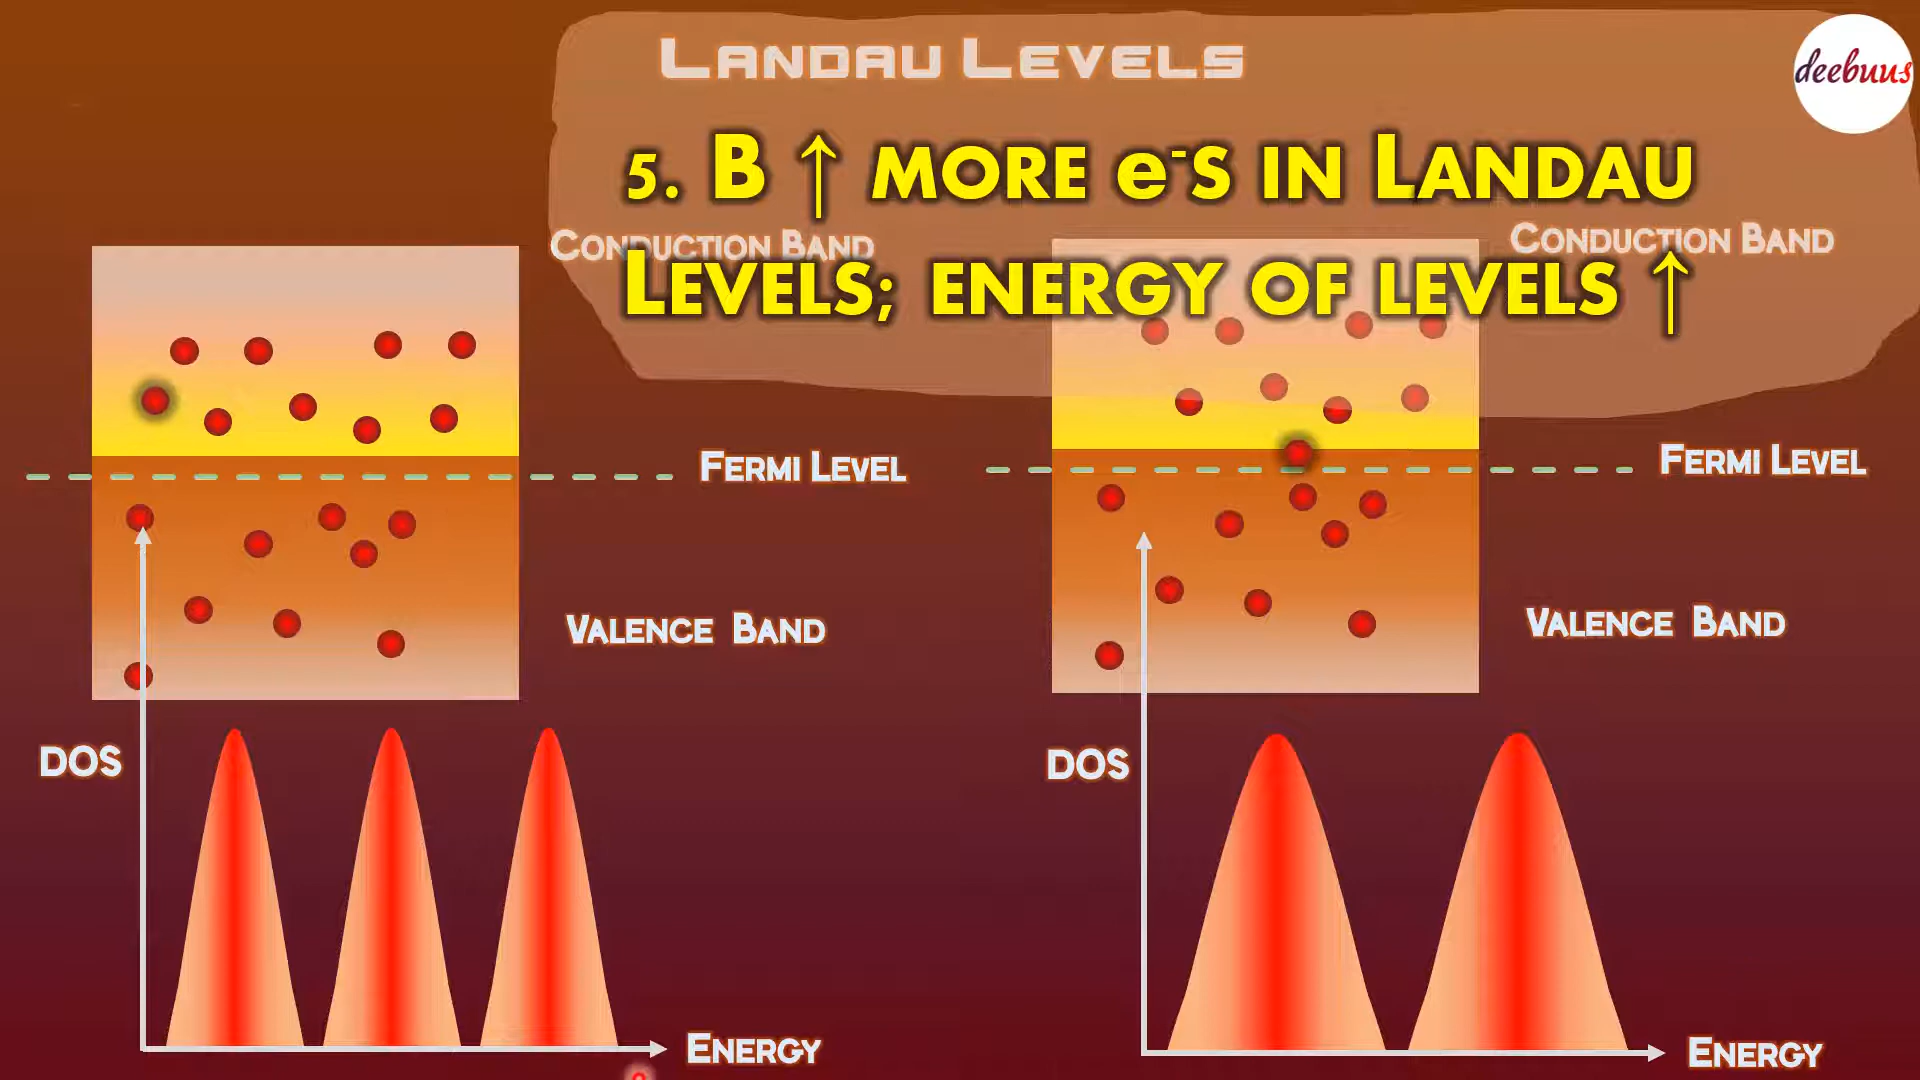 Landau Levels
deebuus
5. B ↑ more e⁻s in Landau
Levels; energy of levels ↑
Conduction Band
Conduction Band
Fermi Level
Fermi Level
Valence Band
Valence Band
DOS
DOS
Energy
Energy